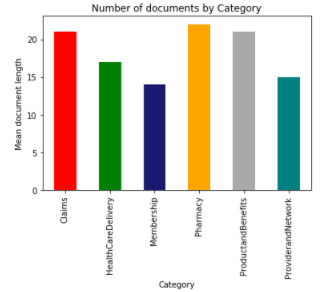 Number of documents by Category
Mean document length
20
15
10
5
0
Claims
HealthCareDelivery
Membership
Pharmacy
ProductandBenefits
ProviderandNetwork
Category